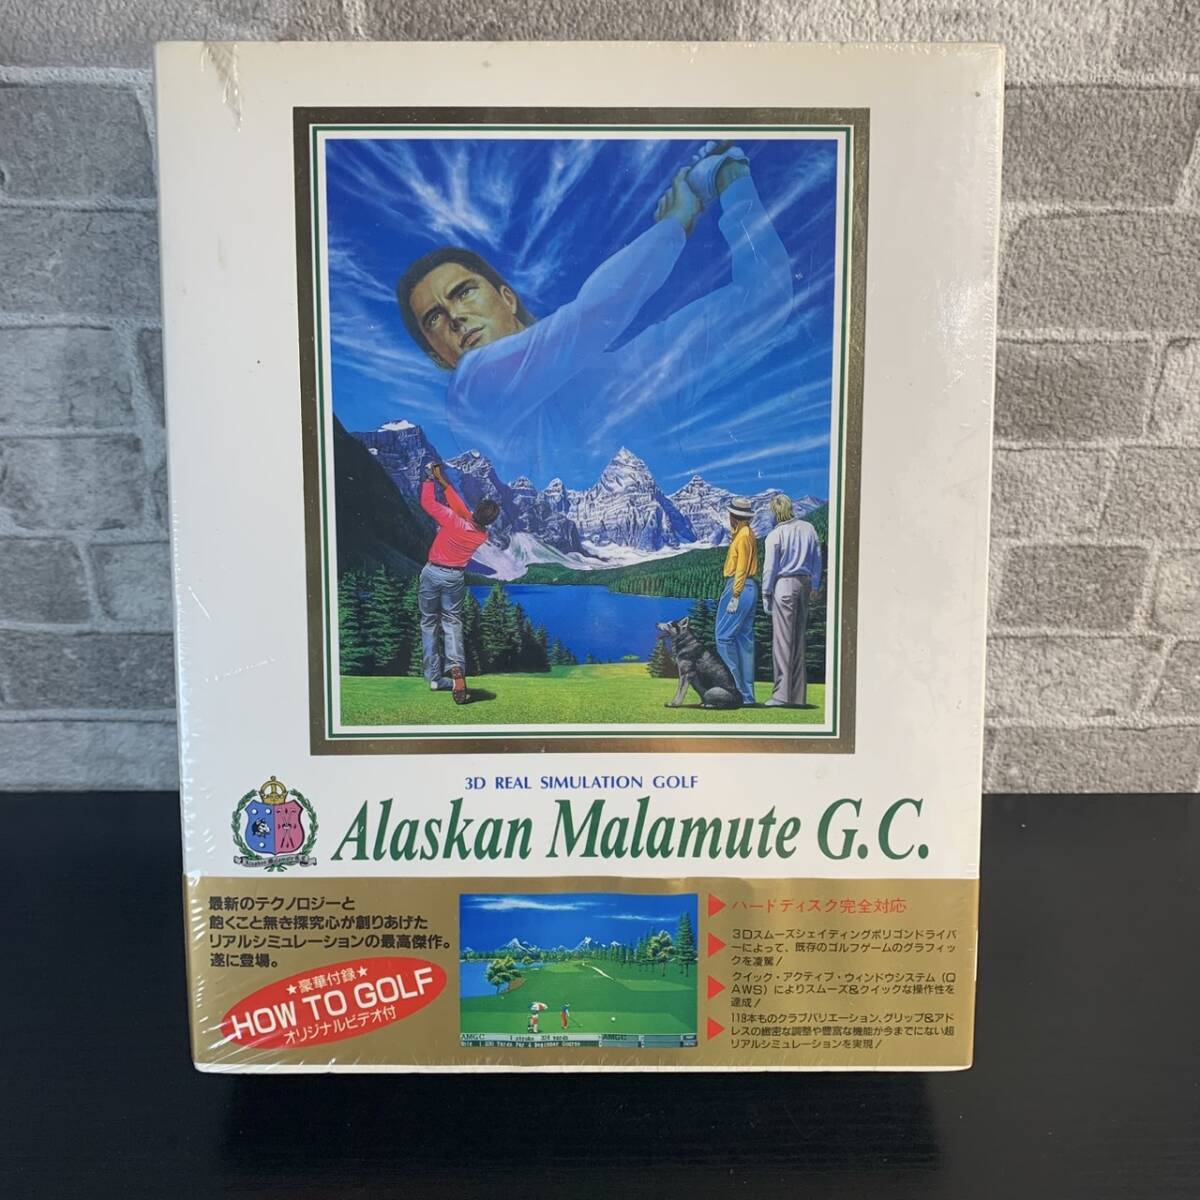 3D REAL SIMULATION GOLF
Alaskan Malamute G.C.
Alaskan Malamute G.C.
最新のテクノロジーと
飽くこと無き探究心が創りあげた
リアルシミュレーションの最高傑作。
遂に登場。
★豪華付録★
HOW TO GOLF
オリジナルビデオ付
AMGC 1 stroke 324 yards AMGC
▶ハードディスク完全対応
▶3Dスムーズシェイディングポリゴンドライバ
ーによって、既存のゴルフゲームのグラフィッ
クを凌駕!
▶クイック・アクティブ・ウィンドウシステム(Q
AWS)によりスムーズ&クイックな操作性を
達成!
▶119本ものクラブバリエーション、グリップ&アド
レスの緻密な調整や豊富な機能が今までにない超
リアルシミュレーションを実現!